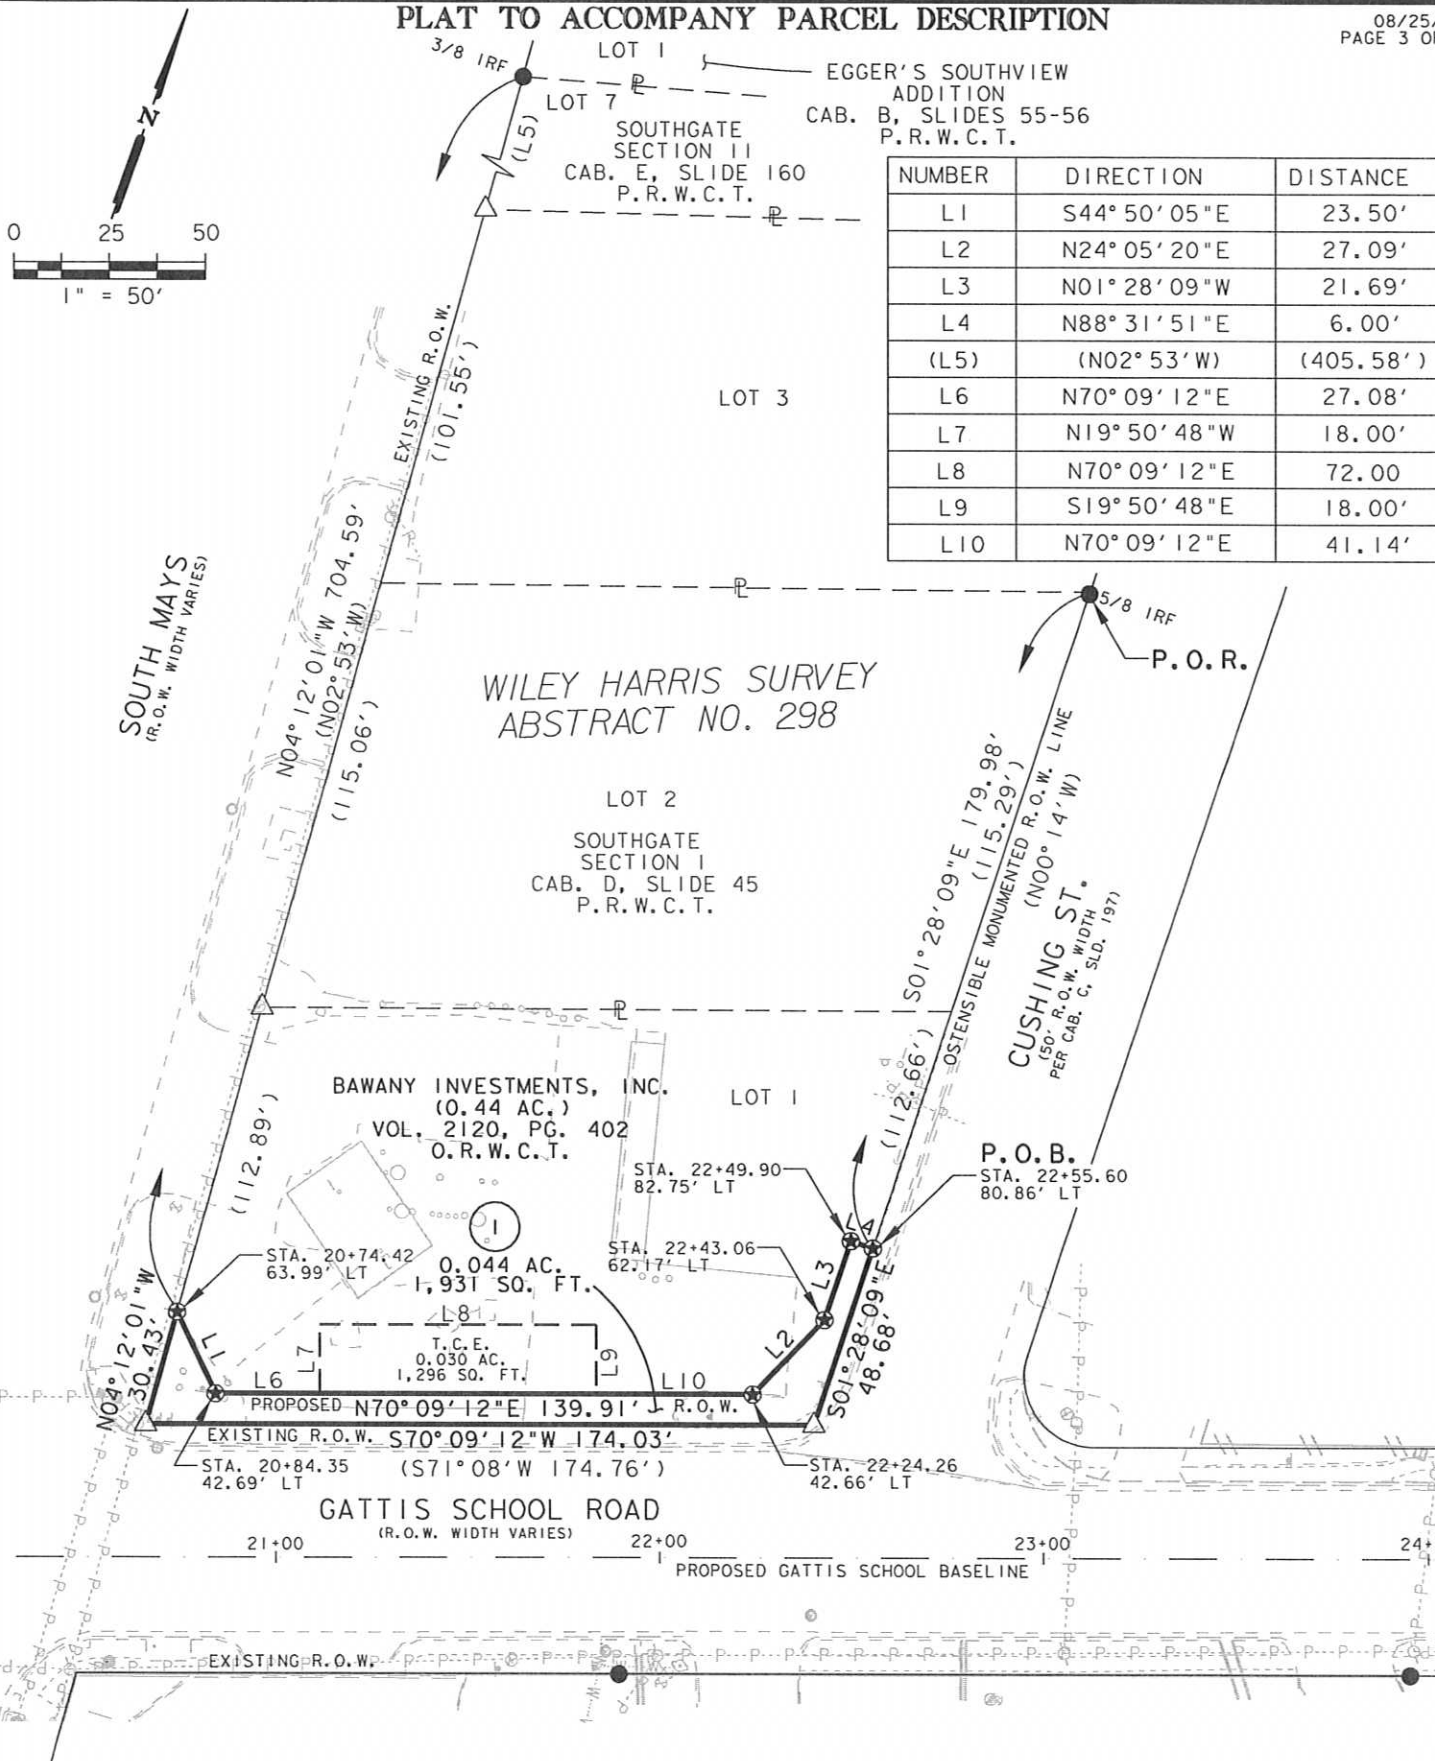 PLAT TO ACCOMPANY PARCEL DESCRIPTION
08/25/
PAGE 3 OF
3/8 IRF
LOT 1
EGGER'S SOUTHVIEW
ADDITION
CAB. B, SLIDES 55-56
P.R.W.C.T.
LOT 7
(L5)
SOUTHGATE
SECTION 11
CAB. E, SLIDE 160
P.R.W.C.T.
N
0 25 50
1" = 50'
NUMBER DIRECTION DISTANCE
L1 S44°50'05"E 23.50'
L2 N24°05'20"E 27.09'
L3 N01°28'09"W 21.69'
L4 N88°31'51"E 6.00'
(L5) (N02°53'W) (405.58')
L6 N70°09'12"E 27.08'
L7 N19°50'48"W 18.00'
L8 N70°09'12"E 72.00
L9 S19°50'48"E 18.00'
L10 N70°09'12"E 41.14'
PL
PL
EXISTING R.O.W.
(101.55')
LOT 3
SOUTH MAYS
(R.O.W. WIDTH VARIES)
N04°12'01"W 704.59'
(N02°53'W)
(115.06')
PL
5/8 IRF
P.O.R.
WILEY HARRIS SURVEY
ABSTRACT NO. 298
LOT 2
SOUTHGATE
SECTION 1
CAB. D, SLIDE 45
P.R.W.C.T.
S01°28'09"E 179.98'
(115.29')
OSTENSIBLE MONUMENTED R.O.W. LINE
(N00°14'W)
CUSHING ST.
(50' R.O.W. WIDTH
PER CAB. C, SLD. 197)
PL
(112.89')
BAWANY INVESTMENTS, INC.
(0.44 AC.)
VOL. 2120, PG. 402
O.R.W.C.T.
LOT 1
(112.66')
P.O.B.
STA. 22+55.60
80.86' LT
STA. 22+49.90
82.75' LT
1
0.044 AC.
1,931 SQ. FT.
STA. 20+74.42
63.99' LT
STA. 22+43.06
62.17' LT
L4
L3
L2
L1
L8
L7
T.C.E.
0.030 AC.
1,296 SQ. FT.
L9
N04°12'01"W
30.43'
S01°28'09"E
48.68'
L6
L10
PROPOSED N70°09'12"E 139.91' R.O.W.
EXISTING R.O.W. S70°09'12"W 174.03'
(S71°08'W 174.76')
STA. 20+84.35
42.69' LT
STA. 22+24.26
42.66' LT
GATTIS SCHOOL ROAD
(R.O.W. WIDTH VARIES)
21+00 22+00 23+00 24+
PROPOSED GATTIS SCHOOL BASELINE
EXISTING R.O.W.